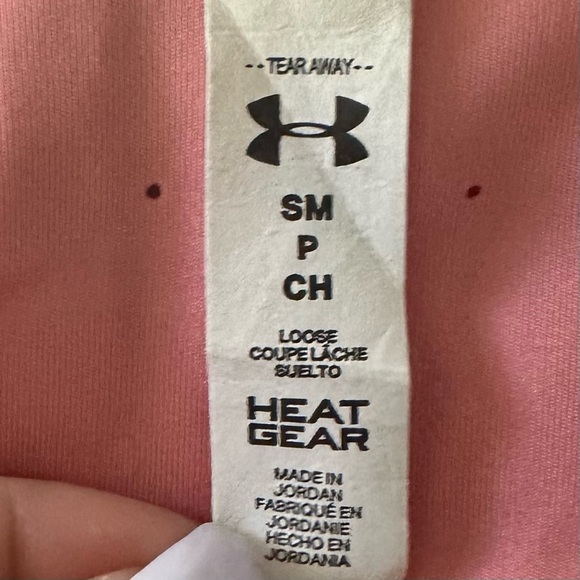 --TEAR AWAY--
SM
P
CH
LOOSE
COUPE LÂCHE
SUELTO
HEAT
GEAR
MADE IN
JORDAN
FABRIQUÉ EN
JORDANIE
HECHO EN
JORDANIA